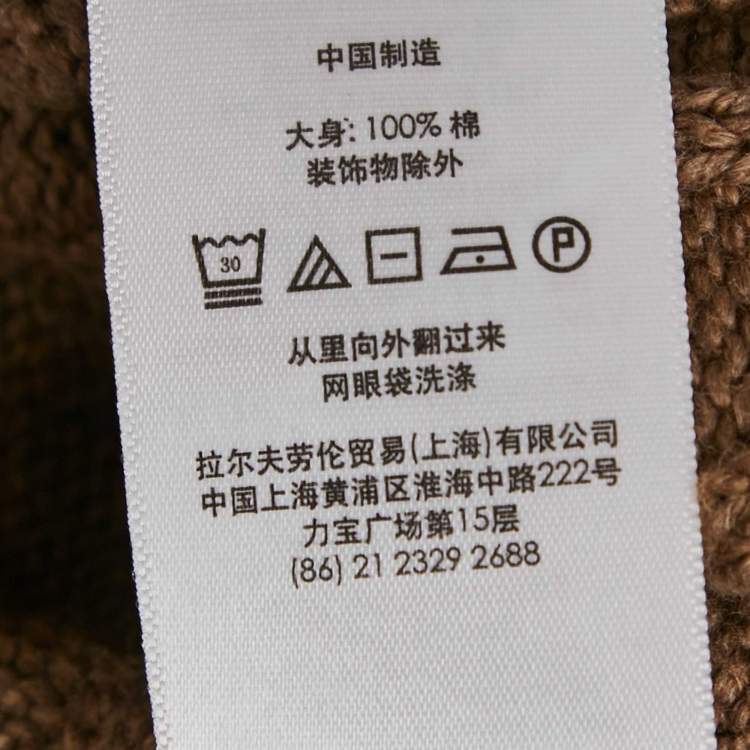 中国制造
大身: 100% 棉
装饰物除外
30
P
从里向外翻过来
网眼袋洗涤
拉尔夫劳伦贸易(上海)有限公司
中国上海黄浦区淮海中路222号
力宝广场第15层
(86) 21 2329 2688